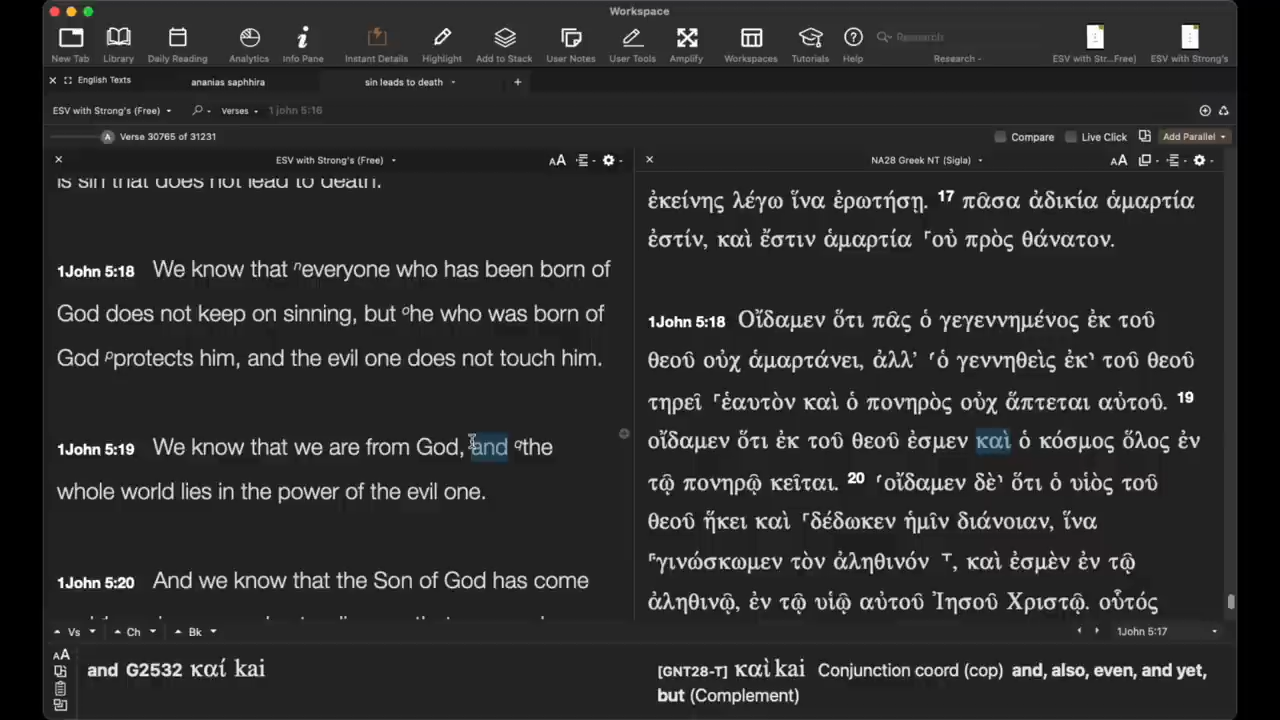 Workspace
New Tab Library Daily Reading Analytics Info Pane Instant Details Highlight Add to Stack User Notes User Tools Amplify Workspaces Tutorials Help Research Research ESV with Str...Free) ESV with Strong's
English Texts ananias saphhira sin leads to death +
ESV with Strong's (Free) Verses 1 john 5:16
A Verse 30765 of 31231 Compare Live Click Add Parallel
ESV with Strong's (Free) AA
is sin that does not lead to death.
1John 5:18 We know that ⁿeveryone who has been born of
God does not keep on sinning, but ᵒhe who was born of
God ᵖprotects him, and the evil one does not touch him.
1John 5:19 We know that we are from God, and qthe
whole world lies in the power of the evil one.
1John 5:20 And we know that the Son of God has come
NA28 Greek NT (Sigla) AA
ἐκείνης λέγω ἵνα ἐρωτήσῃ. 17 πᾶσα ἀδικία ἁμαρτία
ἐστίν, καὶ ἔστιν ἁμαρτία ⸀οὐ πρὸς θάνατον.
1John 5:18 Οἴδαμεν ὅτι πᾶς ὁ γεγεννημένος ἐκ τοῦ
θεοῦ οὐχ ἁμαρτάνει, ἀλλ’ ⸂ὁ γεννηθεὶς ἐκ⸃ τοῦ θεοῦ
τηρεῖ ⸀ἑαυτὸν καὶ ὁ πονηρὸς οὐχ ἅπτεται αὐτοῦ. 19
οἴδαμεν ὅτι ἐκ τοῦ θεοῦ ἐσμεν καὶ ὁ κόσμος ὅλος ἐν
τῷ πονηρῷ κεῖται. 20 ⸂οἴδαμεν δὲ⸃ ὅτι ὁ υἱὸς τοῦ
θεοῦ ἥκει καὶ ⸀δέδωκεν ἡμῖν διάνοιαν, ἵνα
⸁γινώσκωμεν τὸν ἀληθινόν ⸆, καὶ ἐσμὲν ἐν τῷ
ἀληθινῷ, ἐν τῷ υἱῷ αὐτοῦ Ἰησοῦ Χριστῷ. οὗτός
Vs Ch Bk 1John 5:17
AA and G2532 καί kai
[GNT28-T] καὶ kai Conjunction coord (cop) and, also, even, and yet,
but (Complement)